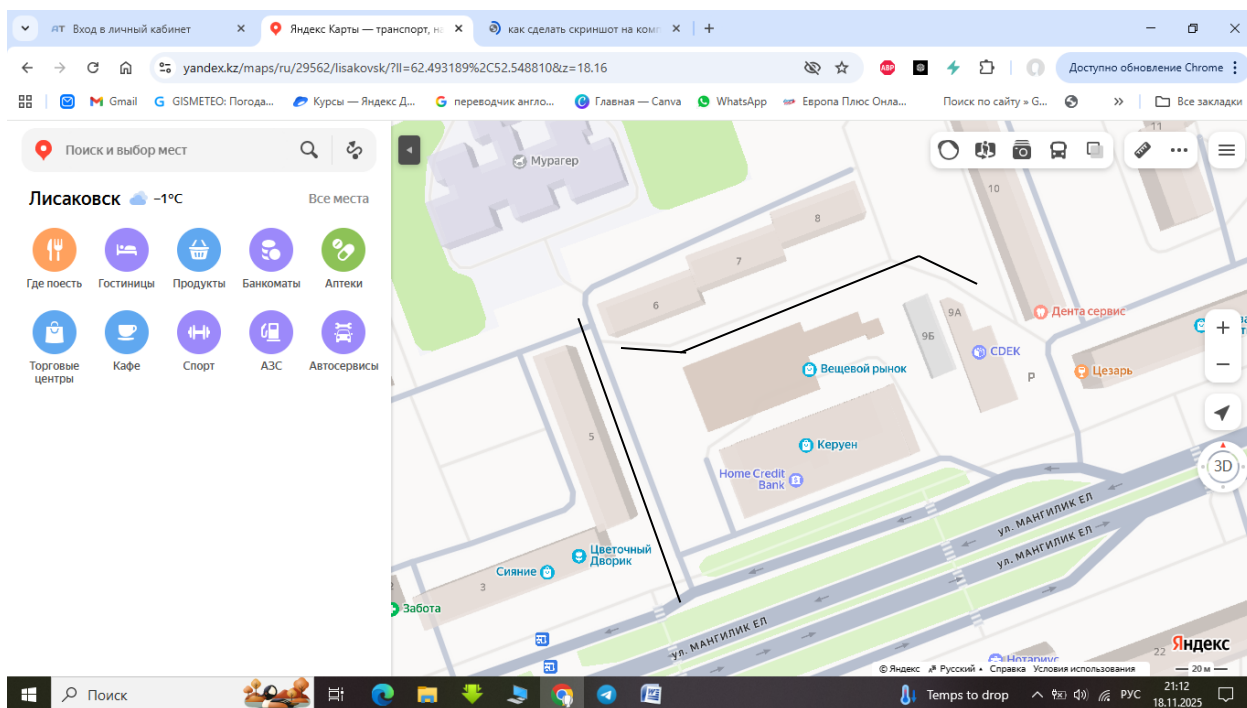 АТ Вход в личный кабинет
Яндекс Карты — транспорт, на
как сделать скриншот на комп
yandex.kz/maps/ru/29562/lisakovsk/?ll=62.493189%2C52.548810&z=18.16
ABP
Доступно обновление Chrome
Gmail
GISMETEO: Погода...
Курсы — Яндекс Д...
переводчик англо...
Главная — Canva
WhatsApp
Европа Плюс Онла...
Поиск по сайту » G...
Все закладки
Поиск и выбор мест
Лисаковск
–1°C
Все места
Где поесть
Гостиницы
Продукты
Банкоматы
Аптеки
Торговые
центры
Кафе
Спорт
АЗС
Автосервисы
Мурагер
11
10
8
7
6
9А
9Б
Дента сервис
CDEK
Вещевой рынок
P
Цезарь
5
Керуен
Home Credit
Bank
3D
ул. МАНГИЛИК ЕЛ
ул. МАНГИЛИК ЕЛ
Цветочный
Дворик
Сияние
3
Забота
ул. МАНГИЛИК ЕЛ
22
Нотариус
Яндекс
© Яндекс
Русский
Справка
Условия использования
20 м
Поиск
Temps to drop
РУС
21:12
18.11.2025